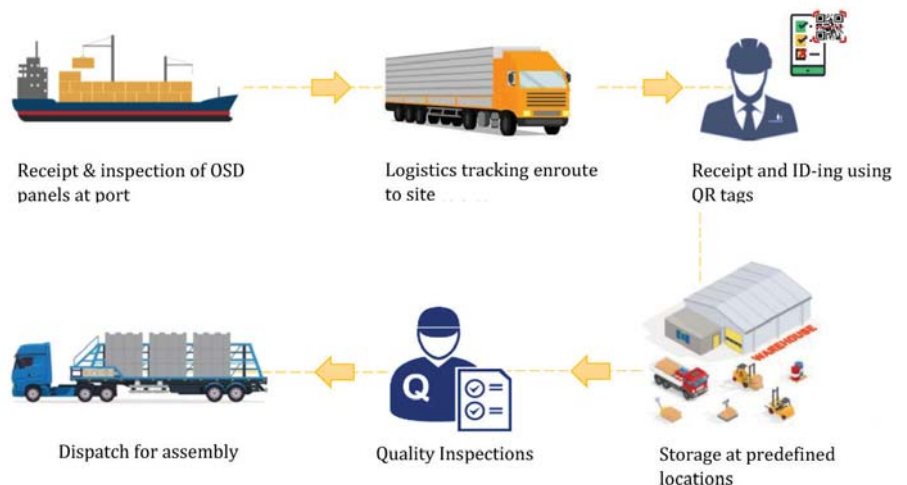 Receipt & inspection of OSD
panels at port
Logistics tracking enroute
to site
Receipt and ID-ing using
QR tags
WAREHOUSE
Q
Dispatch for assembly
Quality Inspections
Storage at predefined
locations